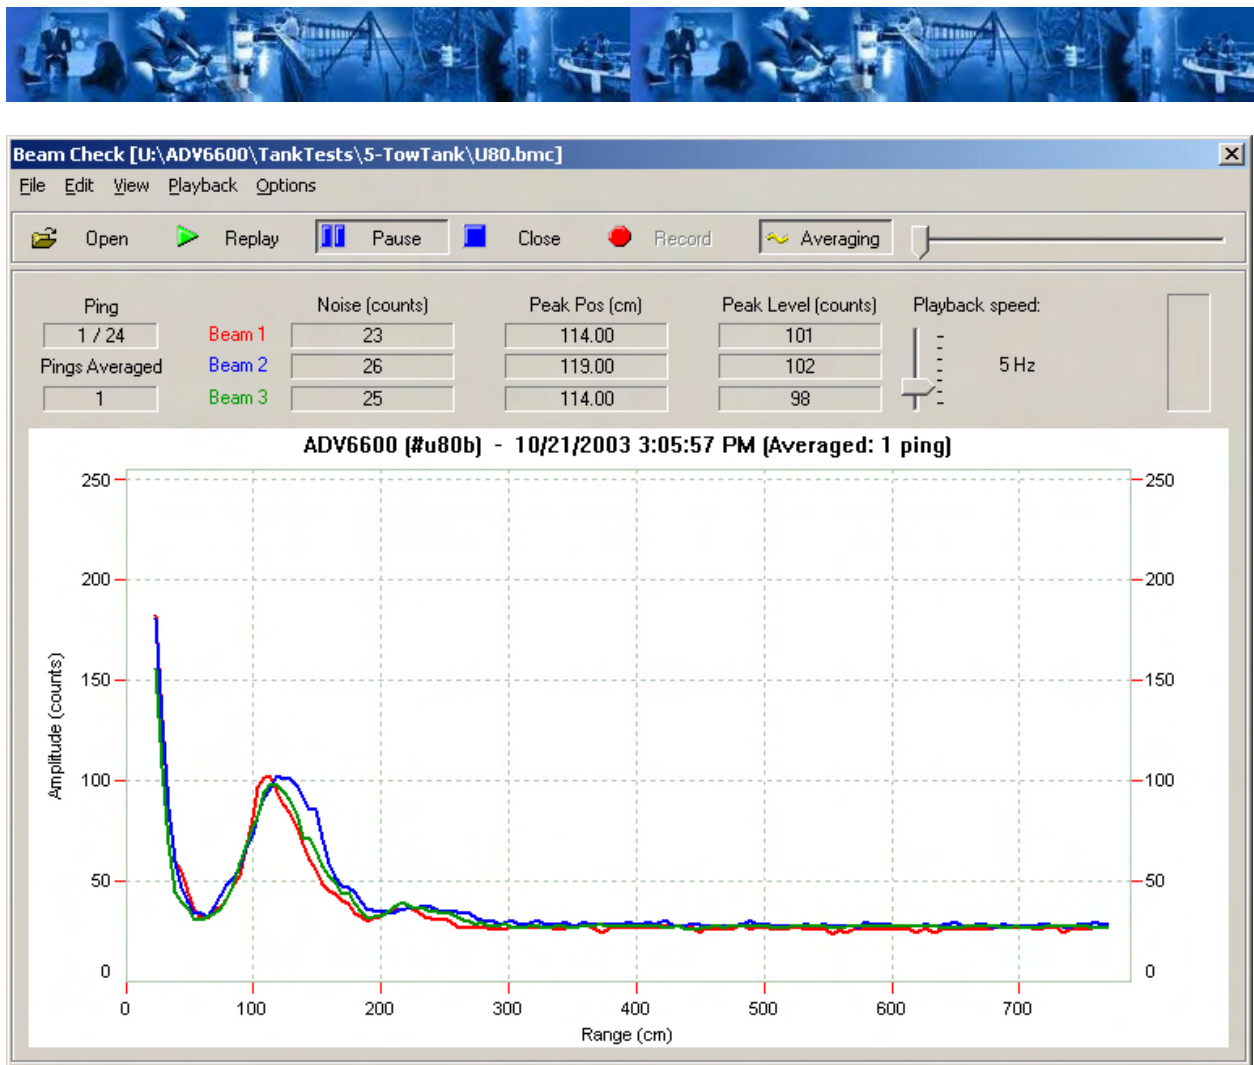 Beam Check [U:\ADV6600\TankTests\5-TowTank\U80.bmc]
File Edit View Playback Options
Open Replay Pause Close Record Averaging
Ping Noise (counts) Peak Pos (cm) Peak Level (counts) Playback speed:
1 / 24 Beam 1 23 114.00 101
Pings Averaged Beam 2 26 119.00 102 5 Hz
1 Beam 3 25 114.00 98
ADV6600 (#u80b) - 10/21/2003 3:05:57 PM (Averaged: 1 ping)
250 250
200 200
150 150
Amplitude (counts)
100 100
50 50
0 0
0 100 200 300 400 500 600 700
Range (cm)